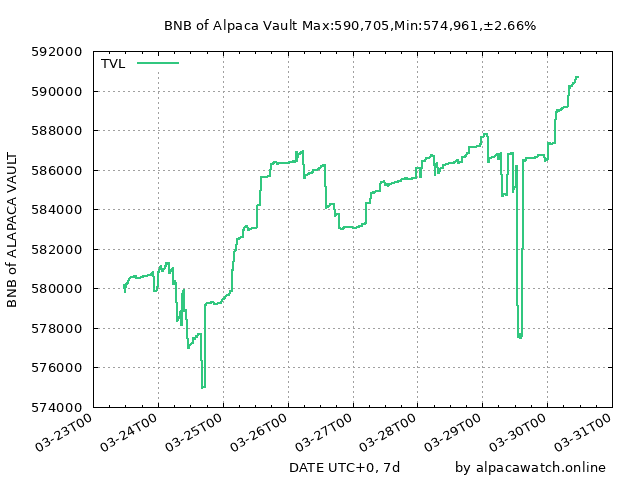 BNB of Alpaca Vault Max:590,705,Min:574,961,±2.66%
TVL
592000
590000
588000
586000
584000
582000
580000
578000
576000
574000
BNB of ALAPACA VAULT
03-23T00
03-24T00
03-25T00
03-26T00
03-27T00
03-28T00
03-29T00
03-30T00
03-31T00
DATE UTC+0, 7d
by alpacawatch.online